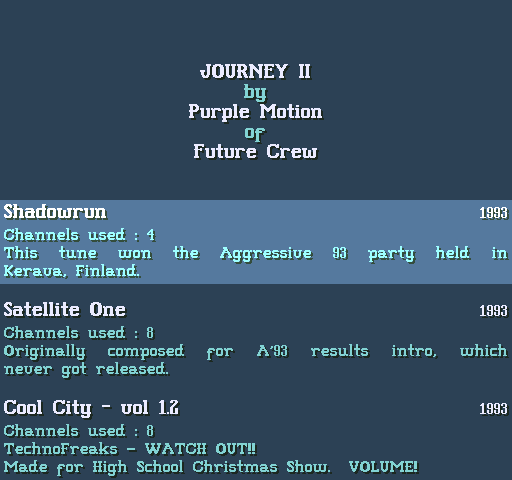 JOURNEY II
by
Purple Motion
of
Future Crew
Shadowrun 1993
Channels used : 4
This tune won the Aggressive 93 party held in
Kerava, Finland.
Satellite One 1993
Channels used : 8
Originally composed for A'93 results intro, which
never got released.
Cool City - vol 1.2 1993
Channels used : 8
TechnoFreaks - WATCH OUT!!
Made for High School Christmas Show. VOLUME!